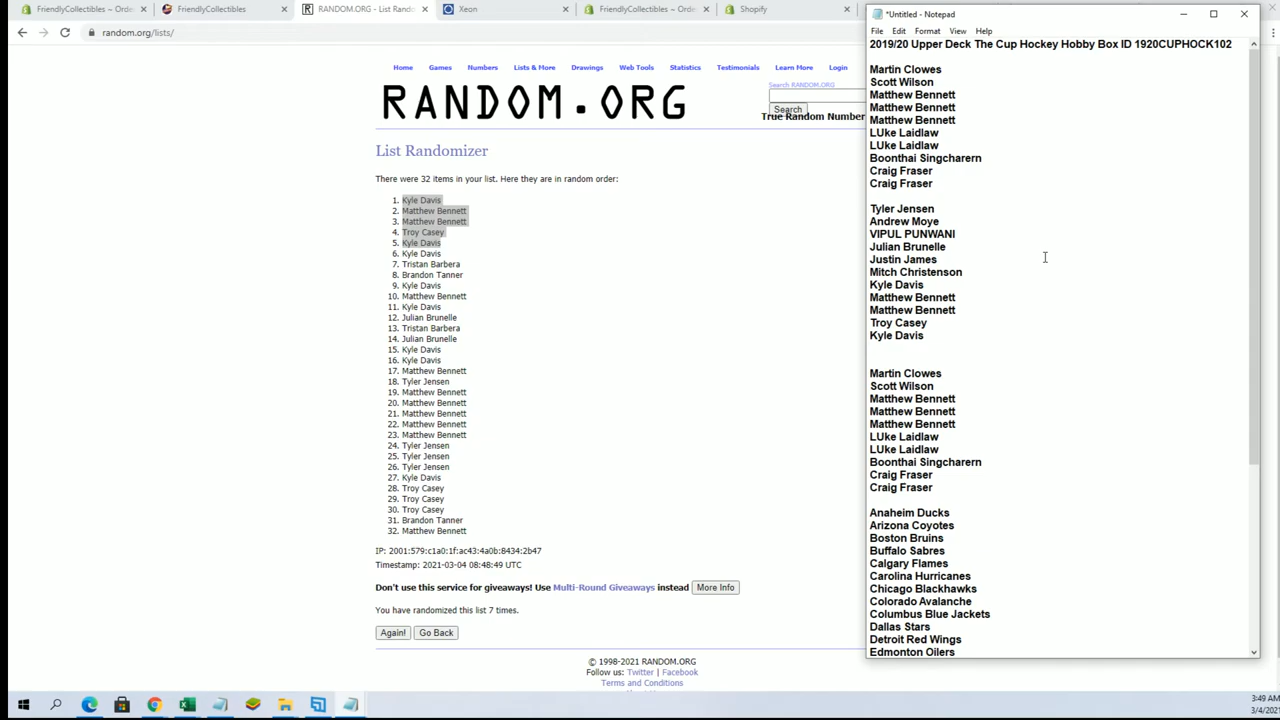 FriendlyCollectibles ~ Orde
FriendlyCollectibles
RANDOM.ORG - List Rando
Xeon
FriendlyCollectibles ~ Orde
Shopify
random.org/lists/
Home Games Numbers Lists & More Drawings Web Tools Statistics Testimonials Learn More Login
RANDOM.ORG
Search RANDOM.ORG
Search
True Random Number
List Randomizer
There were 32 items in your list. Here they are in random order:
1. Kyle Davis
2. Matthew Bennett
3. Matthew Bennett
4. Troy Casey
5. Kyle Davis
6. Kyle Davis
7. Tristan Barbera
8. Brandon Tanner
9. Kyle Davis
10. Matthew Bennett
11. Kyle Davis
12. Julian Brunelle
13. Tristan Barbera
14. Julian Brunelle
15. Kyle Davis
16. Kyle Davis
17. Matthew Bennett
18. Tyler Jensen
19. Matthew Bennett
20. Matthew Bennett
21. Matthew Bennett
22. Matthew Bennett
23. Matthew Bennett
24. Tyler Jensen
25. Tyler Jensen
26. Tyler Jensen
27. Kyle Davis
28. Troy Casey
29. Troy Casey
30. Troy Casey
31. Brandon Tanner
32. Matthew Bennett
IP: 2001:579:c1a0:1f:ac43:4a0b:8434:2b47
Timestamp: 2021-03-04 08:48:49 UTC
Don't use this service for giveaways! Use Multi-Round Giveaways instead More Info
You have randomized this list 7 times.
Again! Go Back
© 1998-2021 RANDOM.ORG
Follow us: Twitter | Facebook
Terms and Conditions
*Untitled - Notepad
File Edit Format View Help
2019/20 Upper Deck The Cup Hockey Hobby Box ID 1920CUPHOCK102
Martin Clowes
Scott Wilson
Matthew Bennett
Matthew Bennett
Matthew Bennett
LUke Laidlaw
LUke Laidlaw
Boonthai Singcharern
Craig Fraser
Craig Fraser
Tyler Jensen
Andrew Moye
VIPUL PUNWANI
Julian Brunelle
Justin James
Mitch Christenson
Kyle Davis
Matthew Bennett
Matthew Bennett
Troy Casey
Kyle Davis
Martin Clowes
Scott Wilson
Matthew Bennett
Matthew Bennett
Matthew Bennett
LUke Laidlaw
LUke Laidlaw
Boonthai Singcharern
Craig Fraser
Craig Fraser
Anaheim Ducks
Arizona Coyotes
Boston Bruins
Buffalo Sabres
Calgary Flames
Carolina Hurricanes
Chicago Blackhawks
Colorado Avalanche
Columbus Blue Jackets
Dallas Stars
Detroit Red Wings
Edmonton Oilers
3:49 AM
3/4/2021